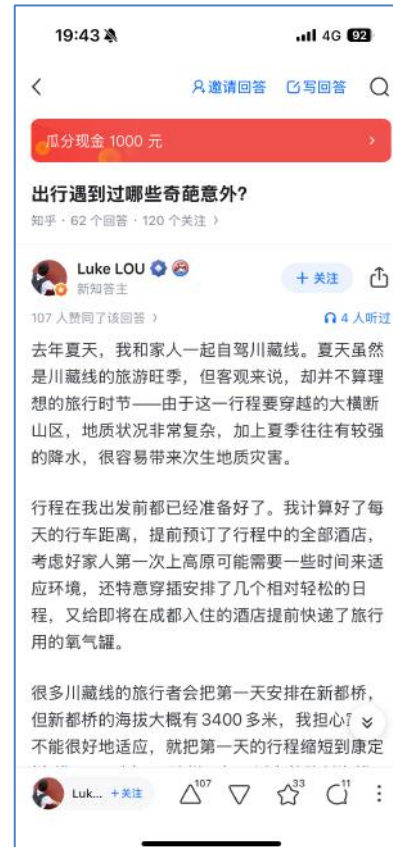 19:43
4G 92
邀请回答 写回答
瓜分现金 1000 元
出行遇到过哪些奇葩意外?
知乎 · 62 个回答 · 120 个关注
Luke LOU
新知答主
+ 关注
107 人赞同了该回答
4 人听过
去年夏天，我和家人一起自驾川藏线。夏天虽然
是川藏线的旅游旺季，但客观来说，却并不算理
想的旅行时节——由于这一行程要穿越的大横断
山区，地质状况非常复杂，加上夏季往往有较强
的降水，很容易带来次生地质灾害。
行程在我出发前都已经准备好了。我计算好了每
天的行车距离，提前预订了行程中的全部酒店，
考虑好家人第一次上高原可能需要一些时间来适
应环境，还特意穿插安排了几个相对轻松的日
程，又给即将在成都入住的酒店提前快递了旅行
用的氧气罐。
很多川藏线的旅行者会把第一天安排在新都桥，
但新都桥的海拔大概有 3400 多米，我担心
不能很好地适应，就把第一天的行程缩短到康定
Luk... +关注 107 33 11